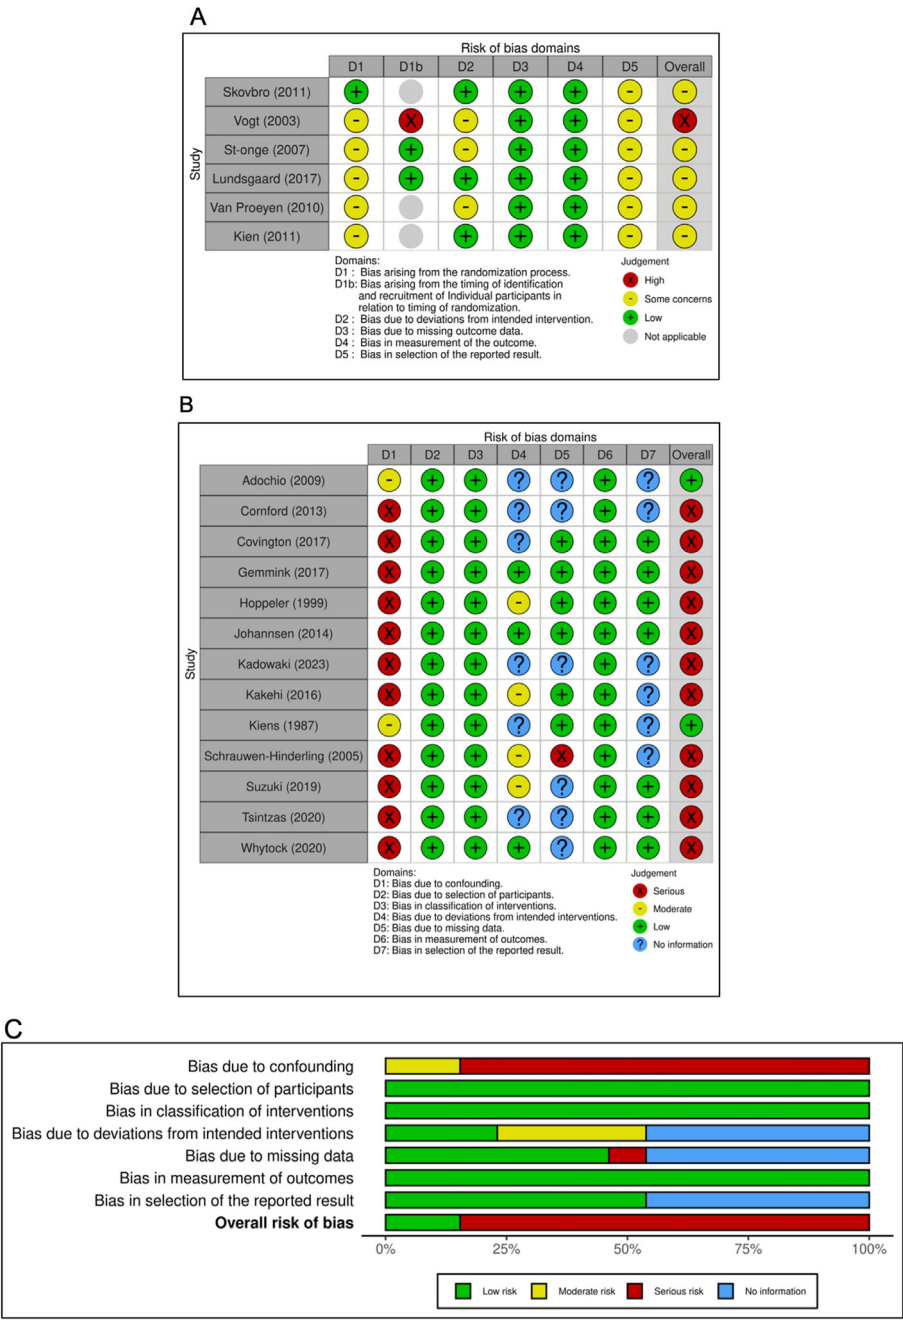 A
Risk of bias domains
D1 D1b D2 D3 D4 D5 Overall
Study
Skovbro (2011) + + + + - -
Vogt (2003) - X - + + - X
St-onge (2007) - + - + + - -
Lundsgaard (2017) - + + + + - -
Van Proeyen (2010) - - + + - -
Kien (2011) - + + + - -
Domains:
D1 : Bias arising from the randomization process.
D1b: Bias arising from the timing of identification
and recruitment of Individual participants in
relation to timing of randomization.
D2 : Bias due to deviations from intended intervention.
D3 : Bias due to missing outcome data.
D4 : Bias in measurement of the outcome.
D5 : Bias in selection of the reported result.
Judgement
X High
- Some concerns
+ Low
Not applicable
B
Risk of bias domains
D1 D2 D3 D4 D5 D6 D7 Overall
Study
Adochio (2009) - + + ? ? + ? +
Cornford (2013) X + + ? ? + ? X
Covington (2017) X + + ? + + + X
Gemmink (2017) X + + + + + + X
Hoppeler (1999) X + + - + + + X
Johannsen (2014) X + + + + + + X
Kadowaki (2023) X + + ? ? + ? X
Kakehi (2016) X + + - + + ? X
Kiens (1987) - + + ? + + ? +
Schrauwen-Hinderling (2005) X + + - X + ? X
Suzuki (2019) X + + - ? + + X
Tsintzas (2020) X + + ? ? + + X
Whytock (2020) X + + + ? + + X
Domains:
D1: Bias due to confounding.
D2: Bias due to selection of participants.
D3: Bias in classification of interventions.
D4: Bias due to deviations from intended interventions.
D5: Bias due to missing data.
D6: Bias in measurement of outcomes.
D7: Bias in selection of the reported result.
Judgement
X Serious
- Moderate
+ Low
? No information
C
Bias due to confounding
Bias due to selection of participants
Bias in classification of interventions
Bias due to deviations from intended interventions
Bias due to missing data
Bias in measurement of outcomes
Bias in selection of the reported result
Overall risk of bias
0% 25% 50% 75% 100%
Low risk Moderate risk Serious risk No information